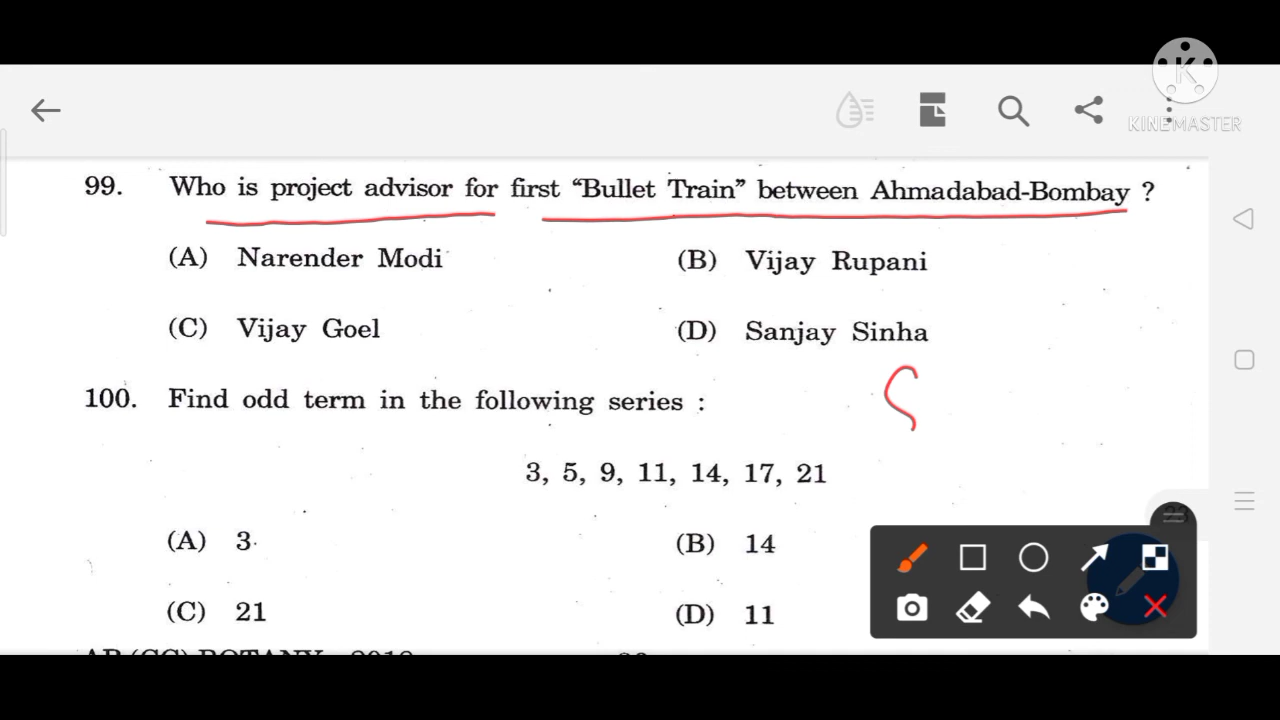 KINEMASTER
99. Who is project advisor for first “Bullet Train” between Ahmadabad-Bombay ?
(A) Narender Modi (B) Vijay Rupani
(C) Vijay Goel (D) Sanjay Sinha
100. Find odd term in the following series :
3, 5, 9, 11, 14, 17, 21
(A) 3 (B) 14
(C) 21 (D) 11